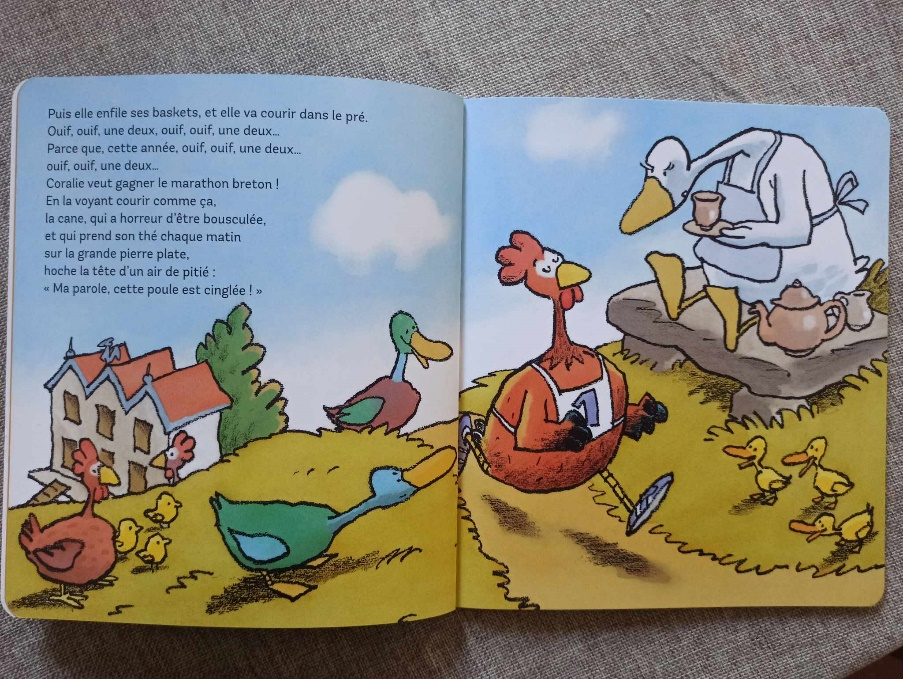 Puis elle enfile ses baskets, et elle va courir dans le pré.
Ouif, ouif, une deux, ouif, ouif, une deux...
Parce que, cette année, ouif, ouif, une deux...
ouif, ouif, une deux...
Coralie veut gagner le marathon breton !
En la voyant courir comme ça,
la cane, qui a horreur d'être bousculée,
et qui prend son thé chaque matin
sur la grande pierre plate,
hoche la tête d'un air de pitié :
« Ma parole, cette poule est cinglée ! »
1